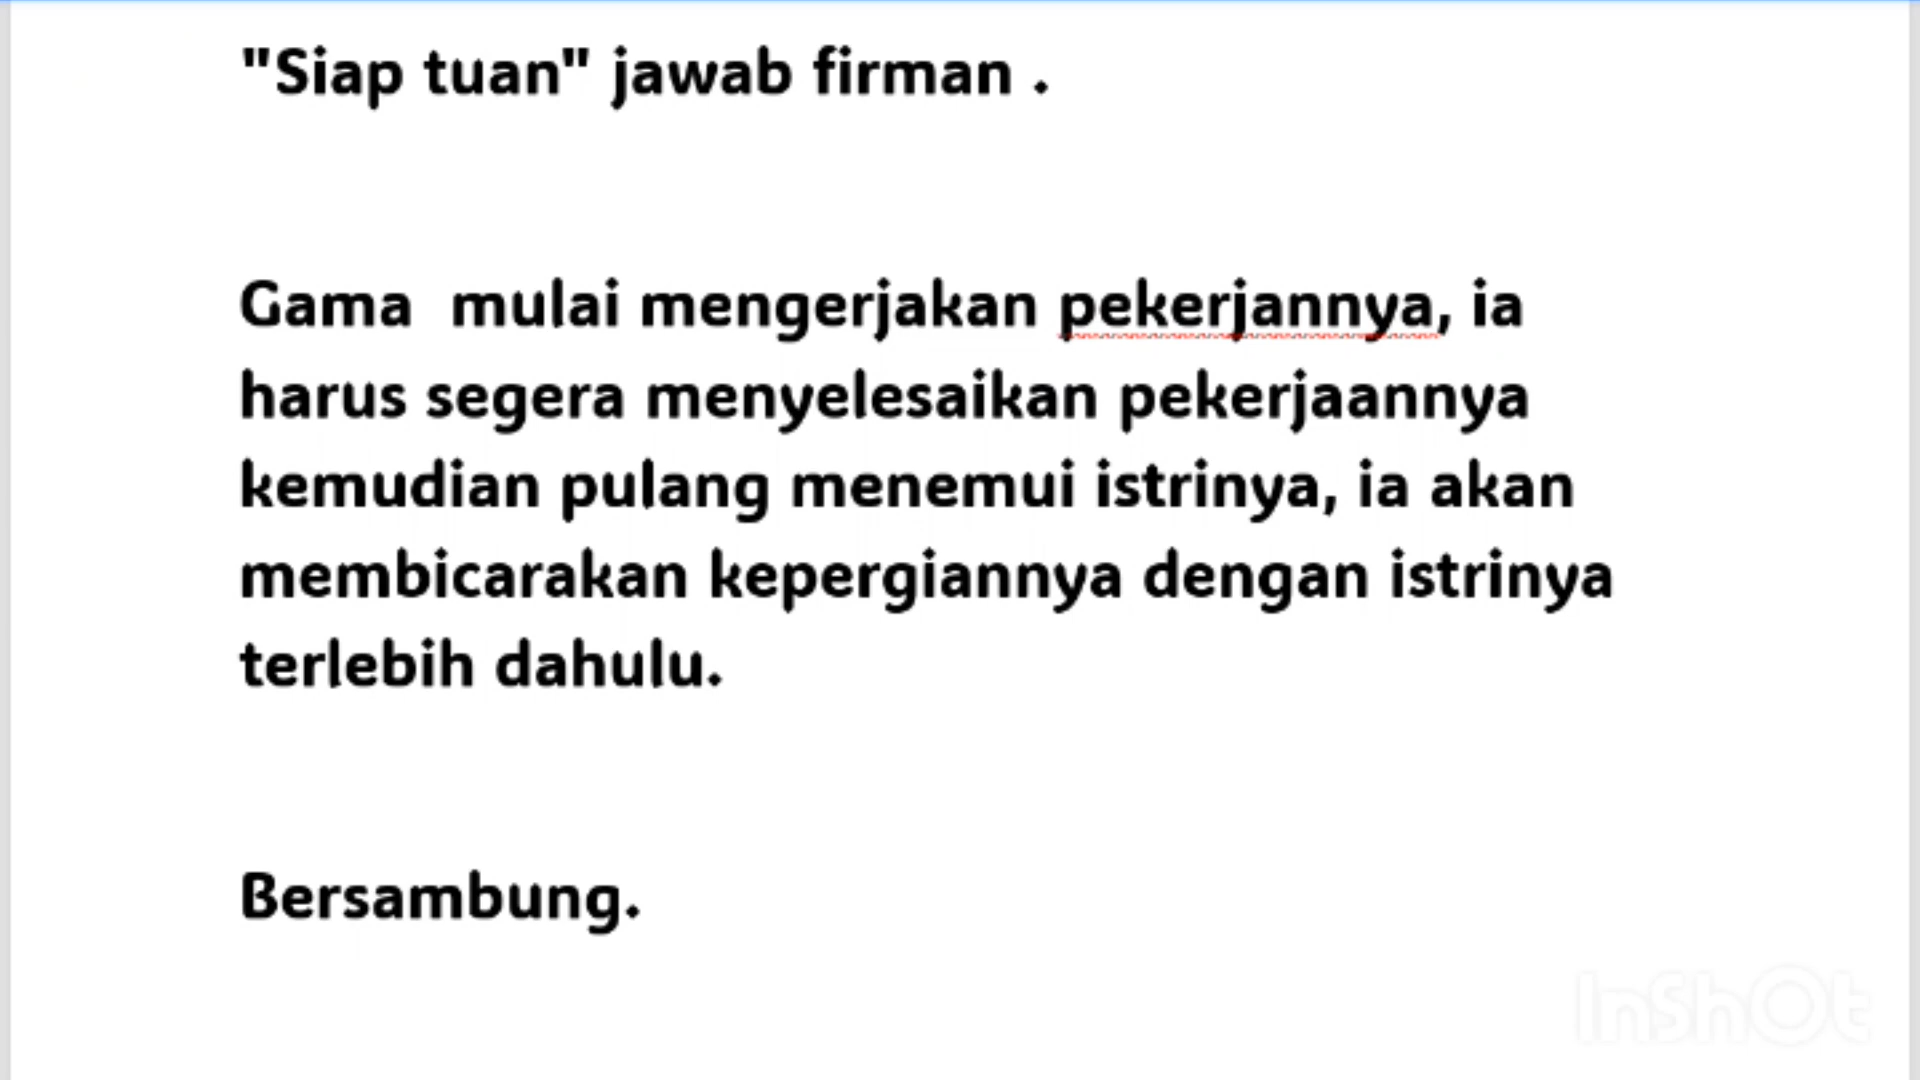 "Siap tuan" jawab firman .
Gama  mulai mengerjakan pekerjannya, ia
harus segera menyelesaikan pekerjaannya
kemudian pulang menemui istrinya, ia akan
membicarakan kepergiannya dengan istrinya
terlebih dahulu.
Bersambung.
InShOt